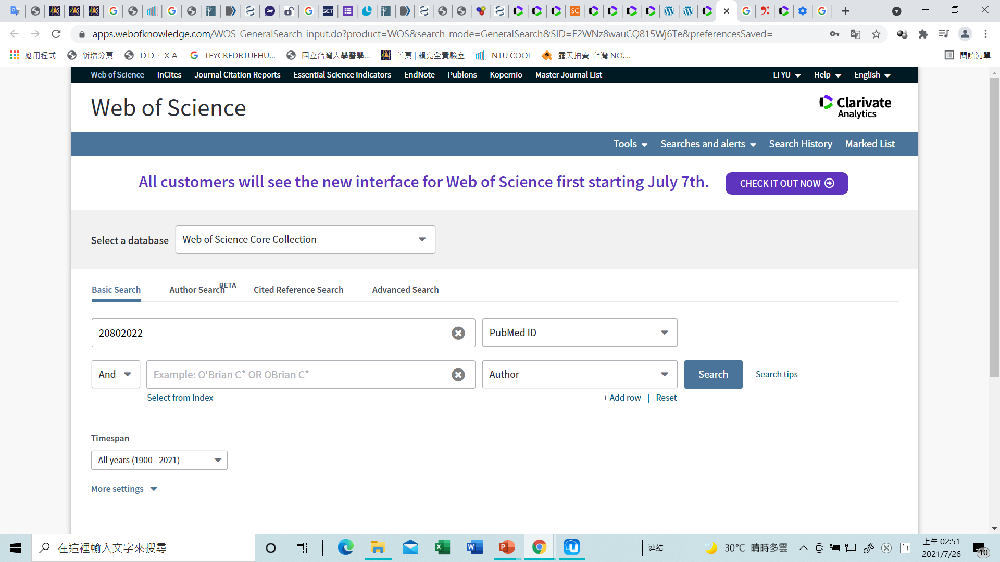 SET
SC
apps.webofknowledge.com/WOS_GeneralSearch_input.do?product=WOS&search_mode=GeneralSearch&SID=F2WNz8wauCQ815Wj6Te&preferencesSaved=
應用程式 新增分頁 D D、X A TEYCREDRTUEHU... 國立台灣大學醫學... 首頁 | 賴亮全實驗室 NTU COOL 露天拍賣-台灣 NO.... 閱讀清單
Web of Science InCites Journal Citation Reports Essential Science Indicators EndNote Publons Kopernio Master Journal List LI YU Help English
Web of Science
Clarivate
Analytics
Tools Searches and alerts Search History Marked List
All customers will see the new interface for Web of Science first starting July 7th. CHECK IT OUT NOW
Select a database Web of Science Core Collection
Basic Search Author Search BETA Cited Reference Search Advanced Search
20802022 PubMed ID
And Example: O'Brian C* OR OBrian C* Author Search Search tips
Select from Index + Add row | Reset
Timespan
All years (1900 - 2021)
More settings
在這裡輸入文字來搜尋 連結 30°C 晴時多雲 ㄅ 上午 02:51
2021/7/26 10